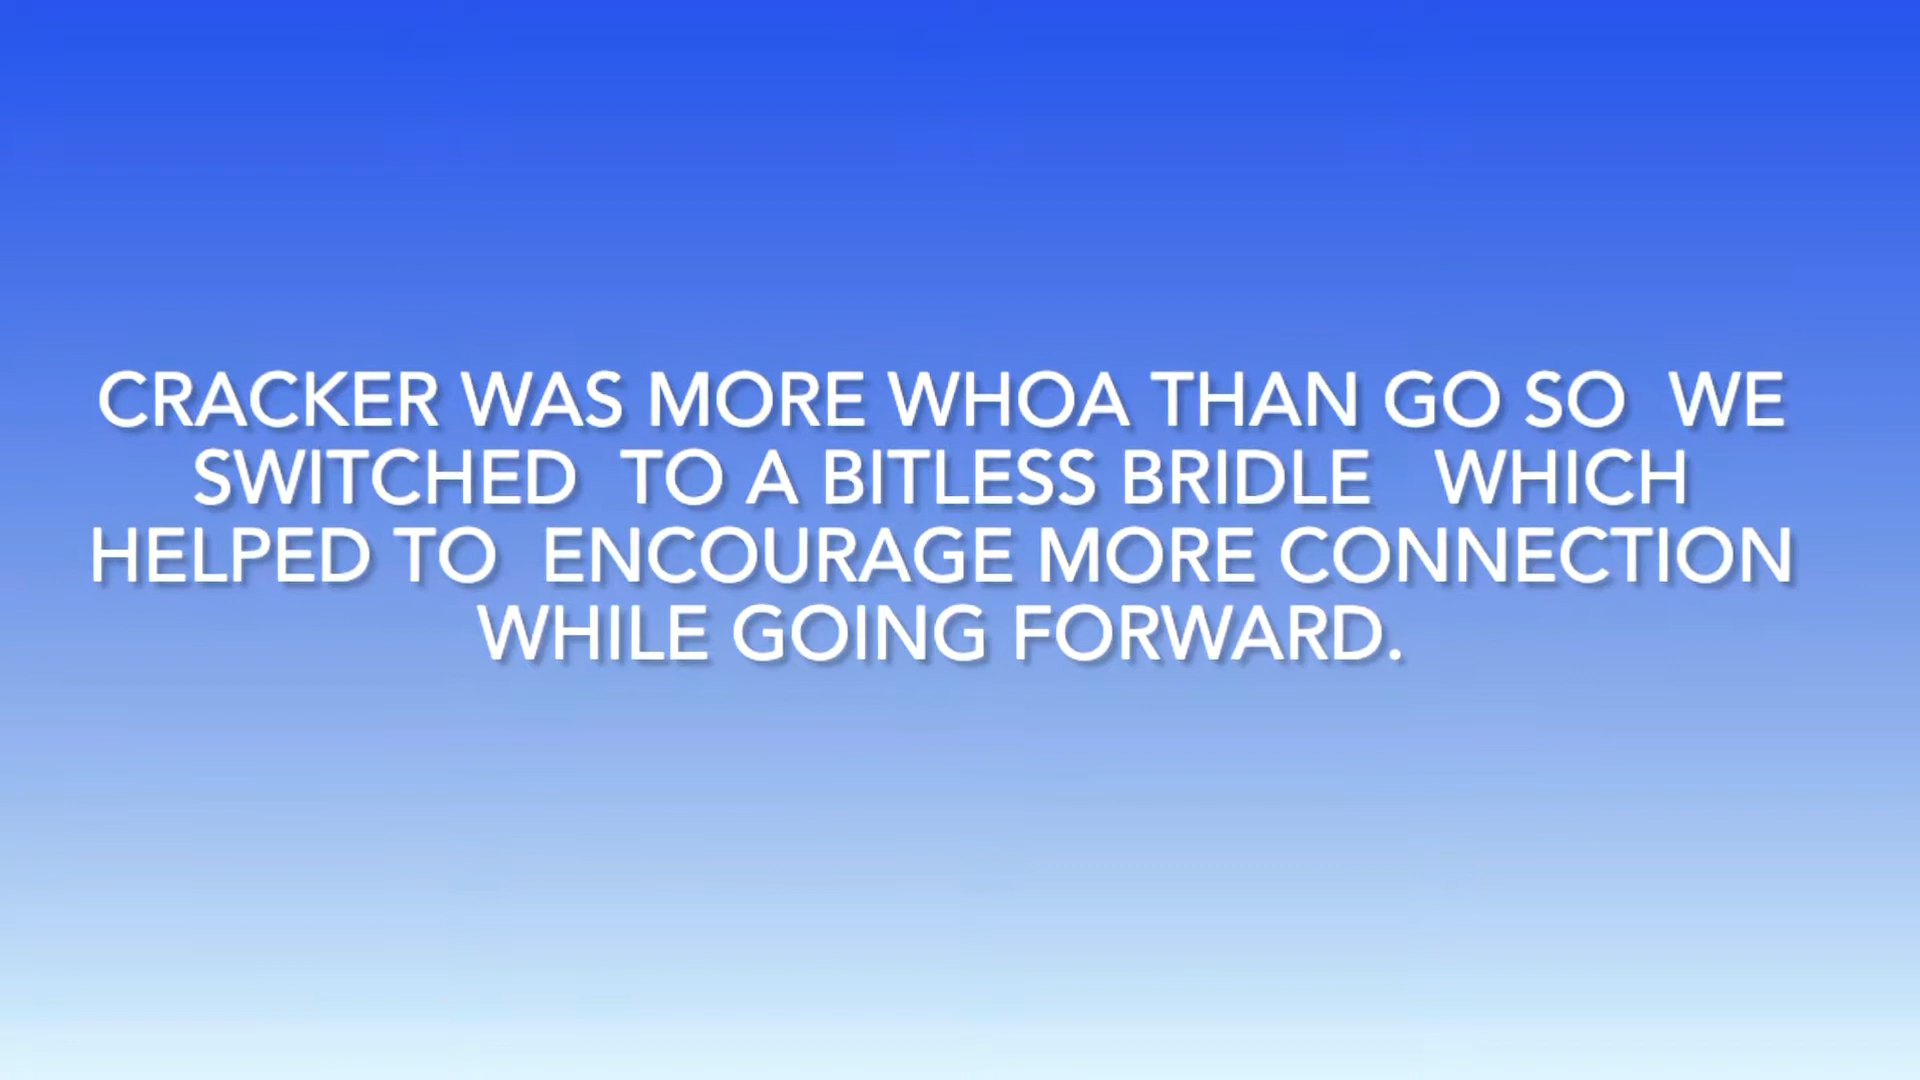 CRACKER WAS MORE WHOA THAN GO SO  WE
SWITCHED  TO A BITLESS BRIDLE   WHICH
HELPED TO  ENCOURAGE MORE CONNECTION
WHILE GOING FORWARD.